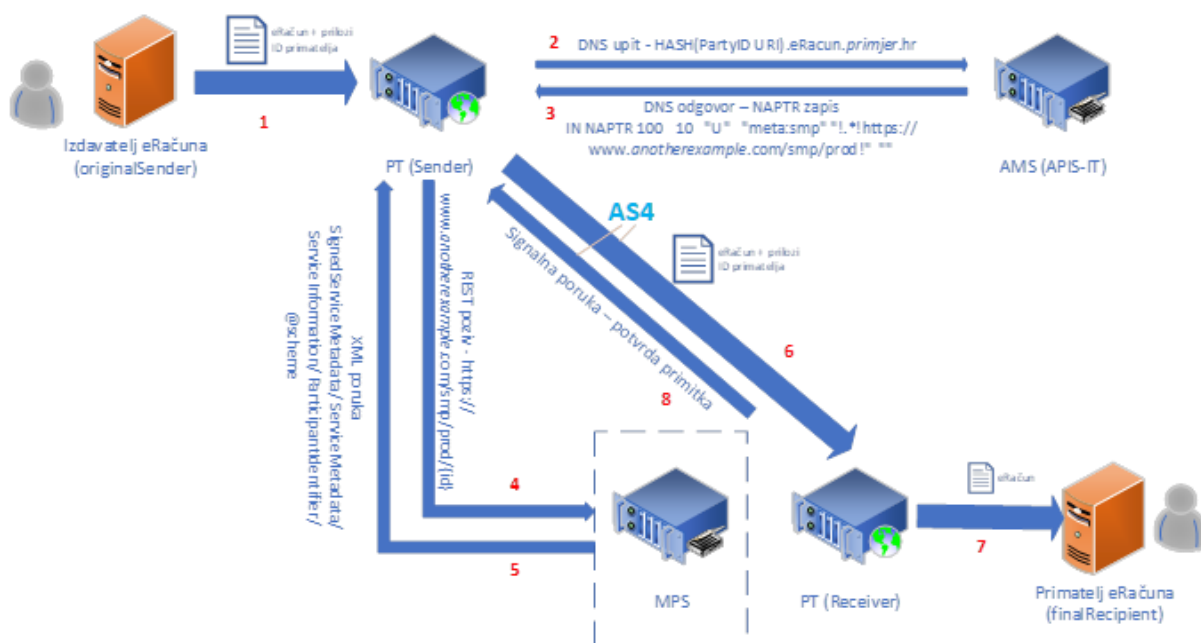 eRačun + prilozi
ID primatelja
1
Izdavatelj eRačuna
(originalSender)
PT (Sender)
2
DNS upit - HASH(PartyID URI).eRacun.primjer.hr
3
DNS odgovor – NAPTR zapis
IN NAPTR 100 10 "U" "meta:smp" "!.*!https://
www.anotherexample.com/smp/prod!" ""
AMS (APIS-IT)
AS4
Signalna poruka – potvrda primitka
eRačun + prilozi
ID primatelja
6
8
REST poziv - https://
www.anotherexample.com/smp/prod/{id}
XML poruka
SignedServiceMetadata/ ServiceMetadata/
Service Information/ ParticipantIdentifier/
@scheme
4
5
MPS
PT (Receiver)
eRačun
7
Primatelj eRačuna
(finalRecipient)